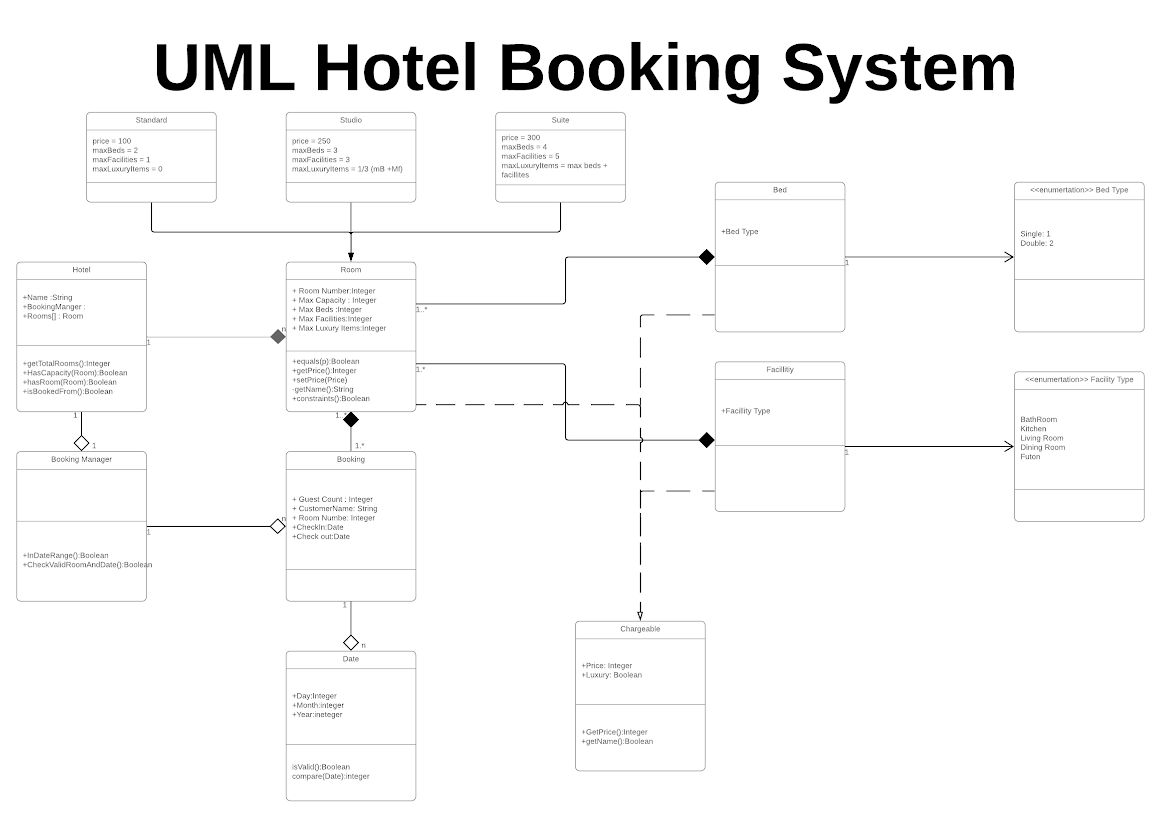 UML Hotel Booking System
Standard
price = 100
maxBeds = 2
maxFacilities = 1
maxLuxuryItems = 0
Studio
price = 250
maxBeds = 3
maxFacilities = 3
maxLuxuryItems = 1/3 (mB +Mf)
Suite
price = 300
maxBeds = 4
maxFacilities = 5
maxLuxuryItems = max beds +
facillites
Bed
+Bed Type
1
<<enumertation>> Bed Type
Single: 1
Double: 2
Hotel
+Name :String
+BookingManger :
+Rooms[] : Room
+getTotalRooms():Integer
+HasCapacity(Room):Boolean
+hasRoom(Room):Boolean
+isBookedFrom():Boolean
1
n
Room
+ Room Number:Integer
+ Max Capacity : Integer
+ Max Beds :Integer
+ Max Facilities:Integer
+ Max Luxury Items:Integer
+equals(p):Boolean
+getPrice():Integer
+setPrice(Price)
-getName():String
+constraints():Boolean
1..*
1.*
Facillitiy
+Facillity Type
1
<<enumertation>> Facility Type
BathRoom
Kitchen
Living Room
Dining Room
Futon
1
1
1..*
1.*
Booking Manager
+InDateRange():Boolean
+CheckValidRoomAndDate():Boolean
1
n
Booking
+ Guest Count : Integer
+ CustomerName: String
+ Room Numbe: Integer
+CheckIn:Date
+Check out:Date
1
n
Date
+Day:Integer
+Month:integer
+Year:ineteger
isValid():Boolean
compare(Date):integer
Chargeable
+Price: Integer
+Luxury: Boolean
+GetPrice():Integer
+getName():Boolean